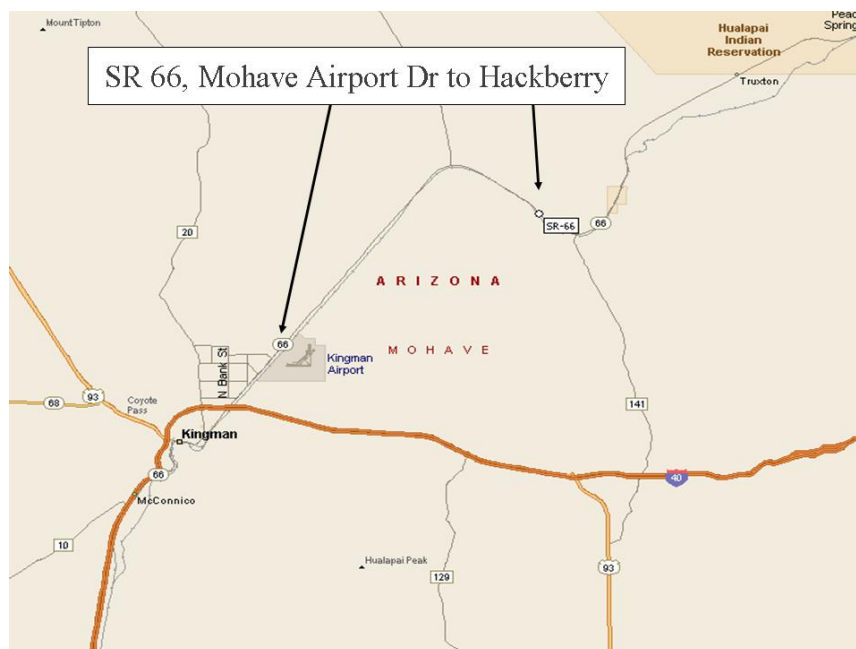 Mount Tipton
Peac
Spring
Hualapai
Indian
Reservation
Truxton
SR 66, Mohave Airport Dr to Hackberry
20
SR-66
66
ARIZONA
MOHAVE
66
Kingman
Airport
N Bank St
93
68
Coyote
Pass
Kingman
141
66
40
McConnico
10
Hualapai Peak
129
93